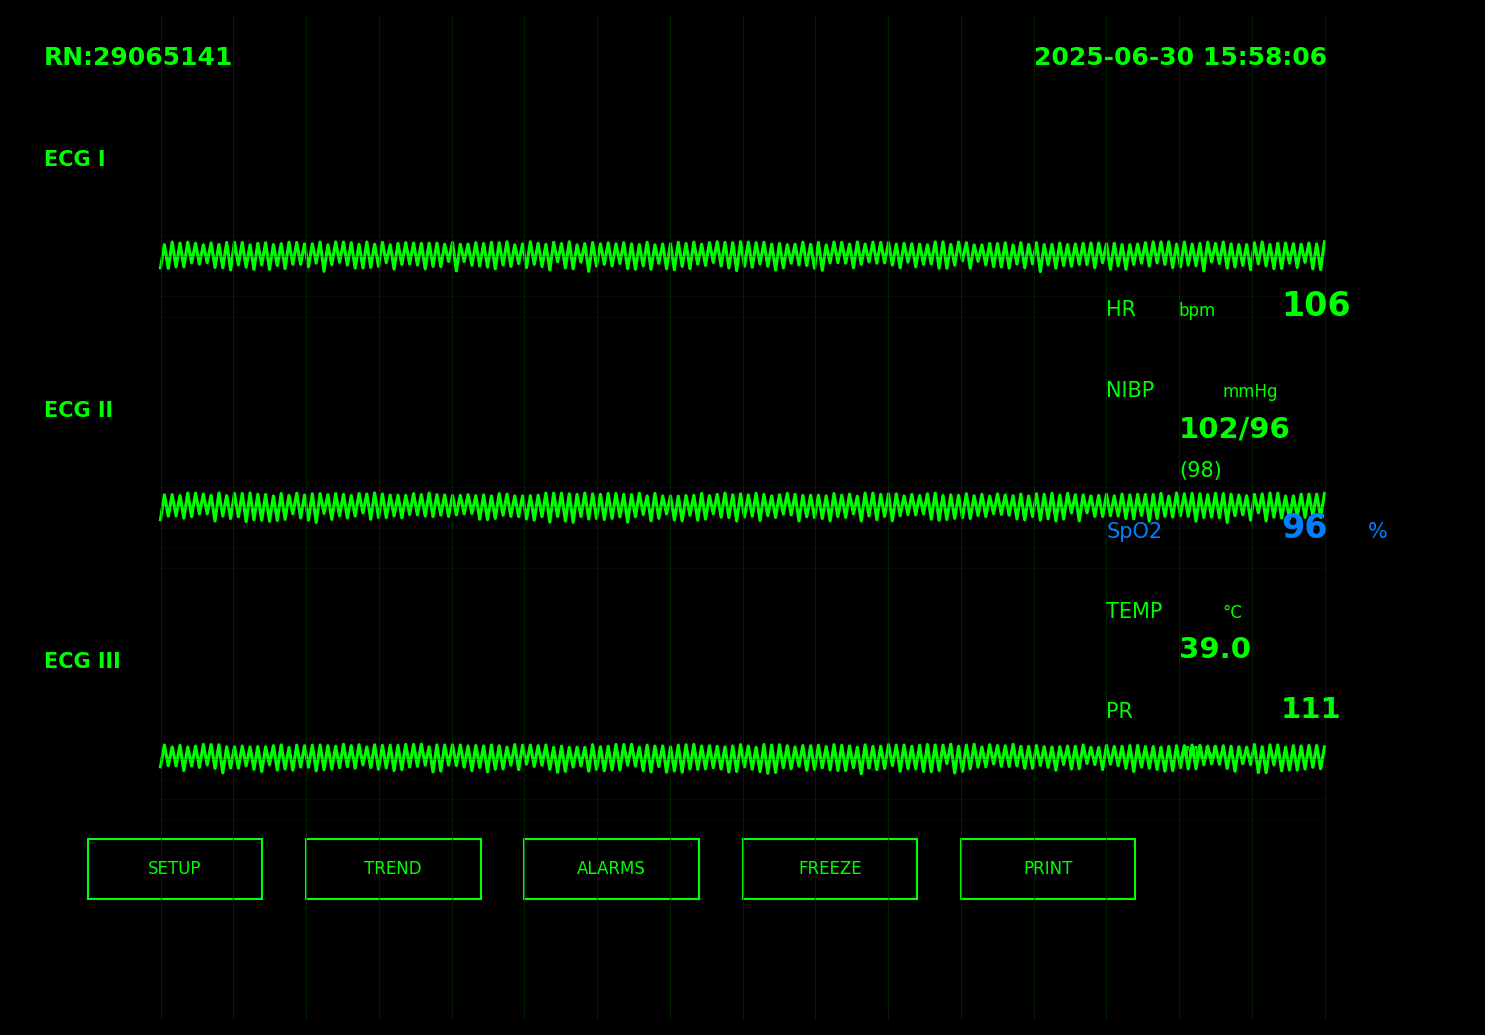 RN:29065141
2025-06-30 15:58:06
ECG I
HR bpm 106
NIBP mmHg
ECG II
102/96
(98)
SpO2 96 %
TEMP °C
39.0
ECG III
PR 111
SETUP TREND ALARMS FREEZE PRINT